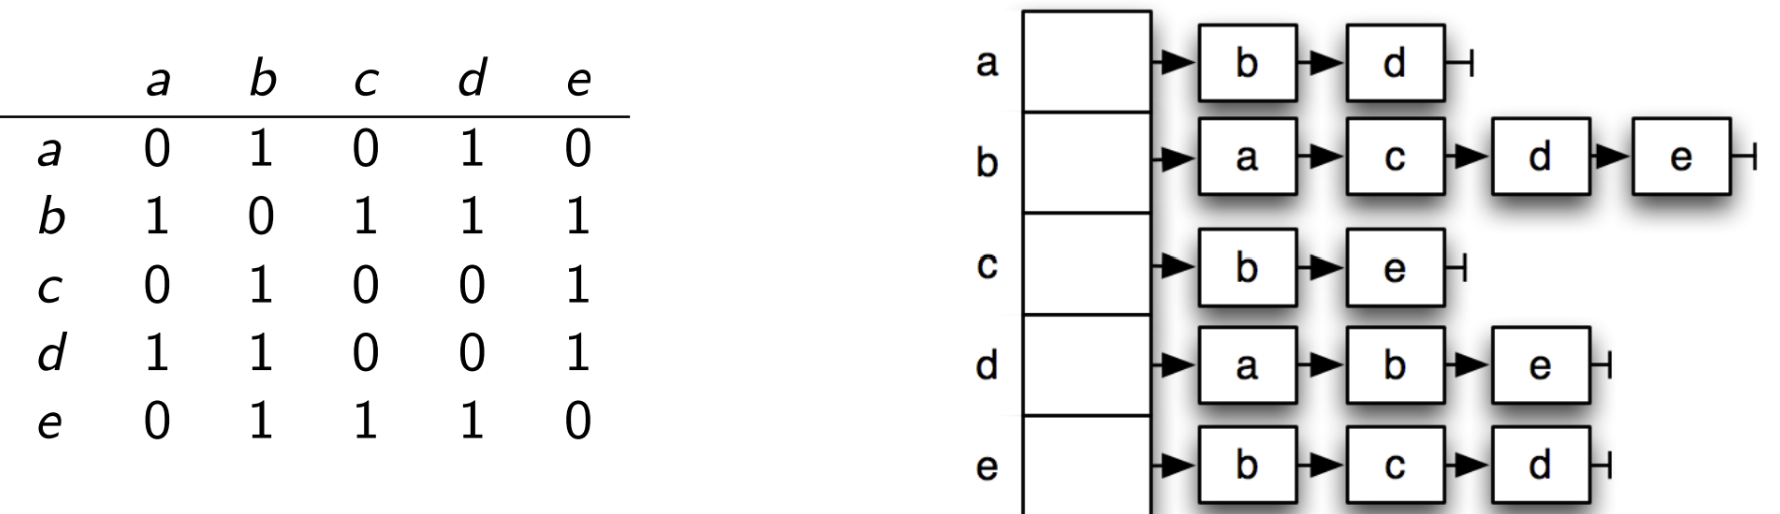 a b c d e
a 0 1 0 1 0
b 1 0 1 1 1
c 0 1 0 0 1
d 1 1 0 0 1
e 0 1 1 1 0
a b d
b a c d e
c b e
d a b e
e b c d